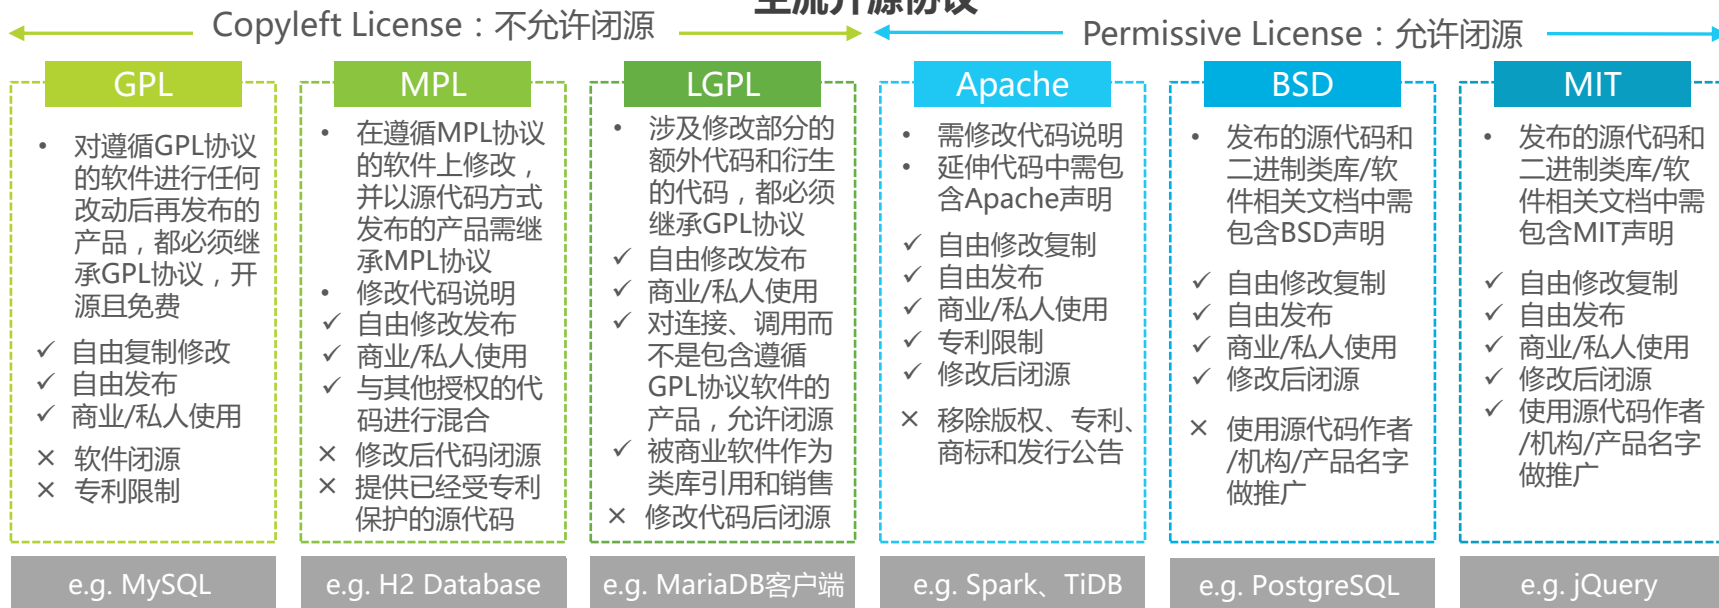 主流开源协议
Copyleft License：不允许闭源
Permissive License：允许闭源
GPL
• 对遵循GPL协议
的软件进行任何
改动后再发布的
产品，都必须继
承GPL协议，开
源且免费
✓ 自由复制修改
✓ 自由发布
✓ 商业/私人使用
× 软件闭源
× 专利限制
e.g. MySQL
MPL
• 在遵循MPL协议
的软件上修改，
并以源代码方式
发布的产品需继
承MPL协议
• 修改代码说明
✓ 自由修改发布
✓ 商业/私人使用
✓ 与其他授权的代
码进行混合
× 修改后代码闭源
× 提供已经受专利
保护的源代码
e.g. H2 Database
LGPL
• 涉及修改部分的
额外代码和衍生
的代码，都必须
继承GPL协议
✓ 自由修改发布
✓ 商业/私人使用
✓ 对连接、调用而
不是包含遵循
GPL协议软件的
产品，允许闭源
✓ 被商业软件作为
类库引用和销售
× 修改代码后闭源
e.g. MariaDB客户端
Apache
• 需修改代码说明
• 延伸代码中需包
含Apache声明
✓ 自由修改复制
✓ 自由发布
✓ 商业/私人使用
✓ 专利限制
✓ 修改后闭源
× 移除版权、专利、
商标和发行公告
e.g. Spark、TiDB
BSD
• 发布的源代码和
二进制类库/软
件相关文档中需
包含BSD声明
✓ 自由修改复制
✓ 自由发布
✓ 商业/私人使用
✓ 修改后闭源
× 使用源代码作者
/机构/产品名字
做推广
e.g. PostgreSQL
MIT
• 发布的源代码和
二进制类库/软
件相关文档中需
包含MIT声明
✓ 自由修改复制
✓ 自由发布
✓ 商业/私人使用
✓ 修改后闭源
✓ 使用源代码作者
/机构/产品名字
做推广
e.g. jQuery